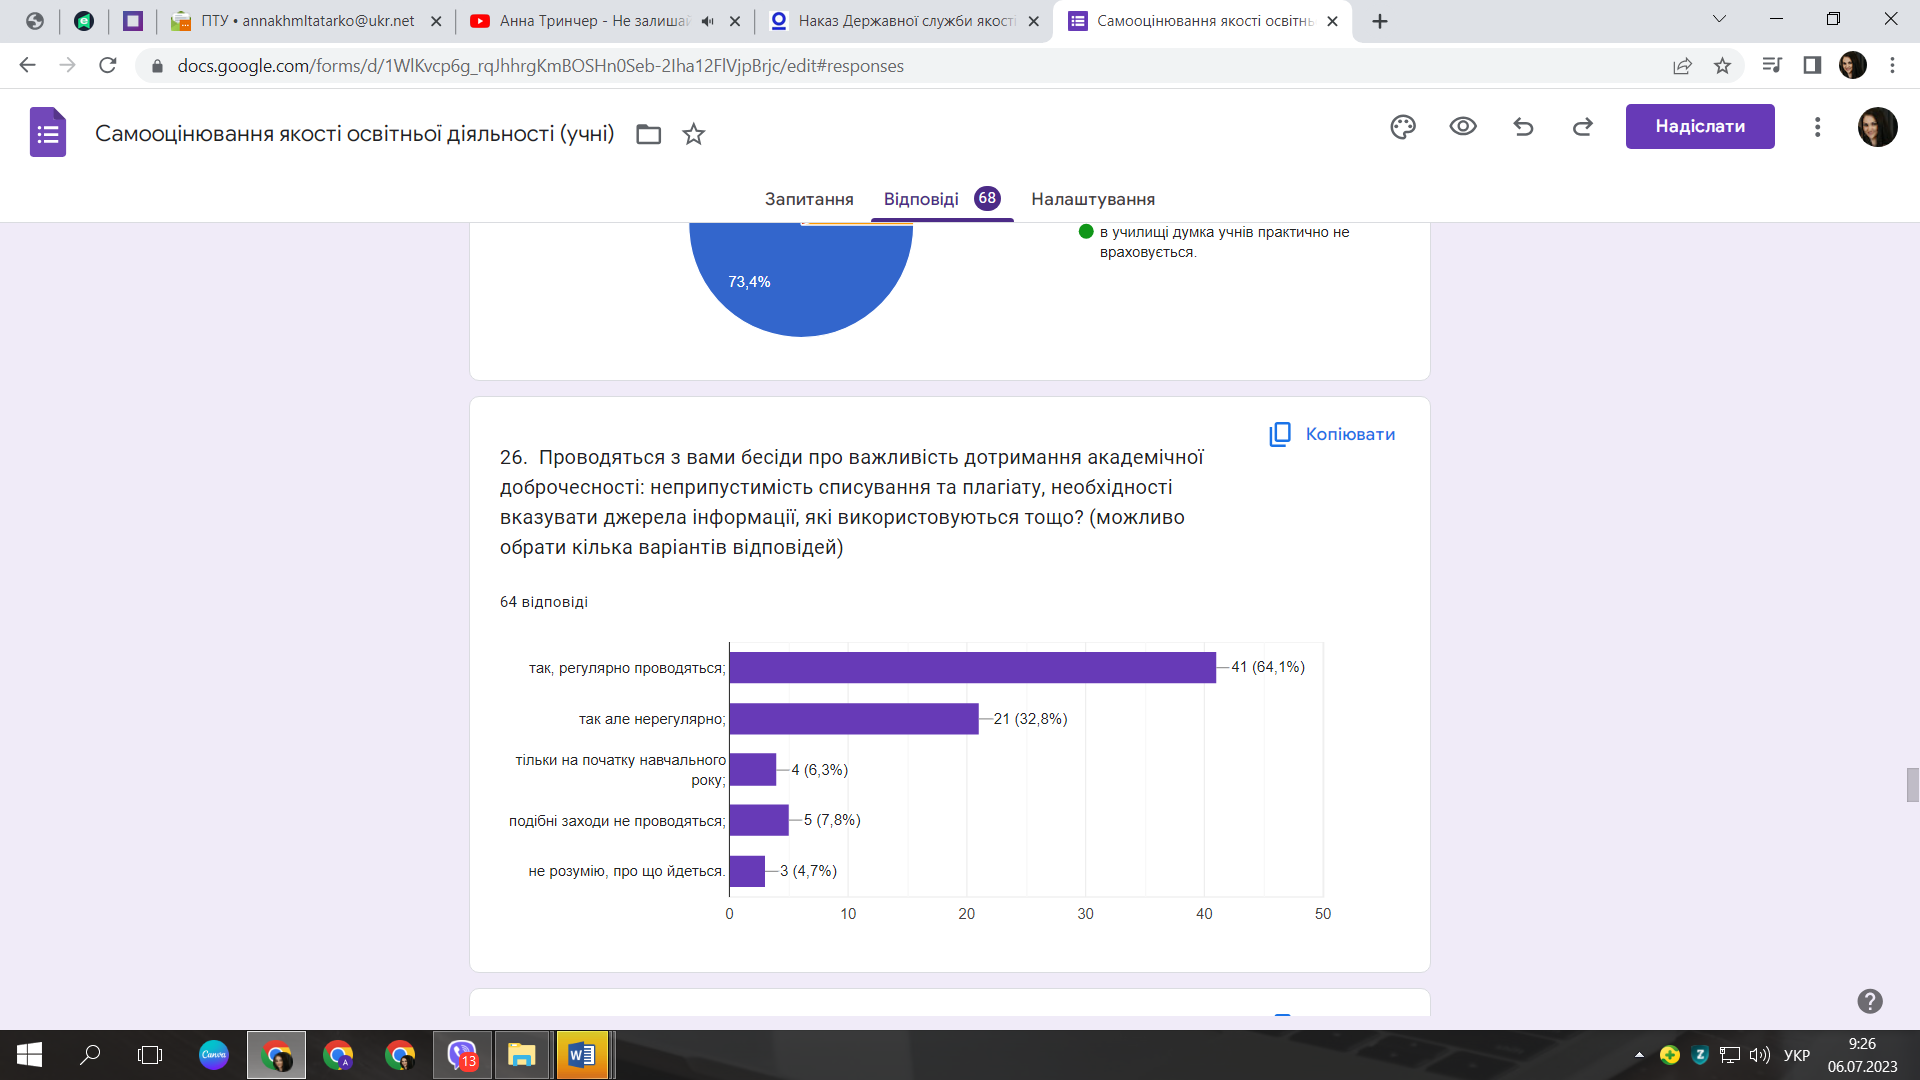 ПТУ • annakhmltatarko@ukr.net
Анна Тринчер - Не залишай
Наказ Державної служби якості
Самооцінювання якості освітнь
docs.google.com/forms/d/1WlKvcp6g_rqJhhrgKmBOSHn0Seb-2Iha12FlVjpBrjc/edit#responses
Самооцінювання якості освітньої діяльності (учні)
Надіслати
Запитання
Відповіді 68
Налаштування
73,4%
в училищі думка учнів практично не
враховується.
Копіювати
26. Проводяться з вами бесіди про важливість дотримання академічної
доброчесності: неприпустимість списування та плагіату, необхідності
вказувати джерела інформації, які використовуються тощо? (можливо
обрати кілька варіантів відповідей)
64 відповіді
так, регулярно проводяться;
41 (64,1%)
так але нерегулярно;
21 (32,8%)
тільки на початку навчального
року;
4 (6,3%)
подібні заходи не проводяться;
5 (7,8%)
не розумію, про що йдеться.
3 (4,7%)
0 10 20 30 40 50
Canva
A
13
W
Z
УКР
9:26
06.07.2023